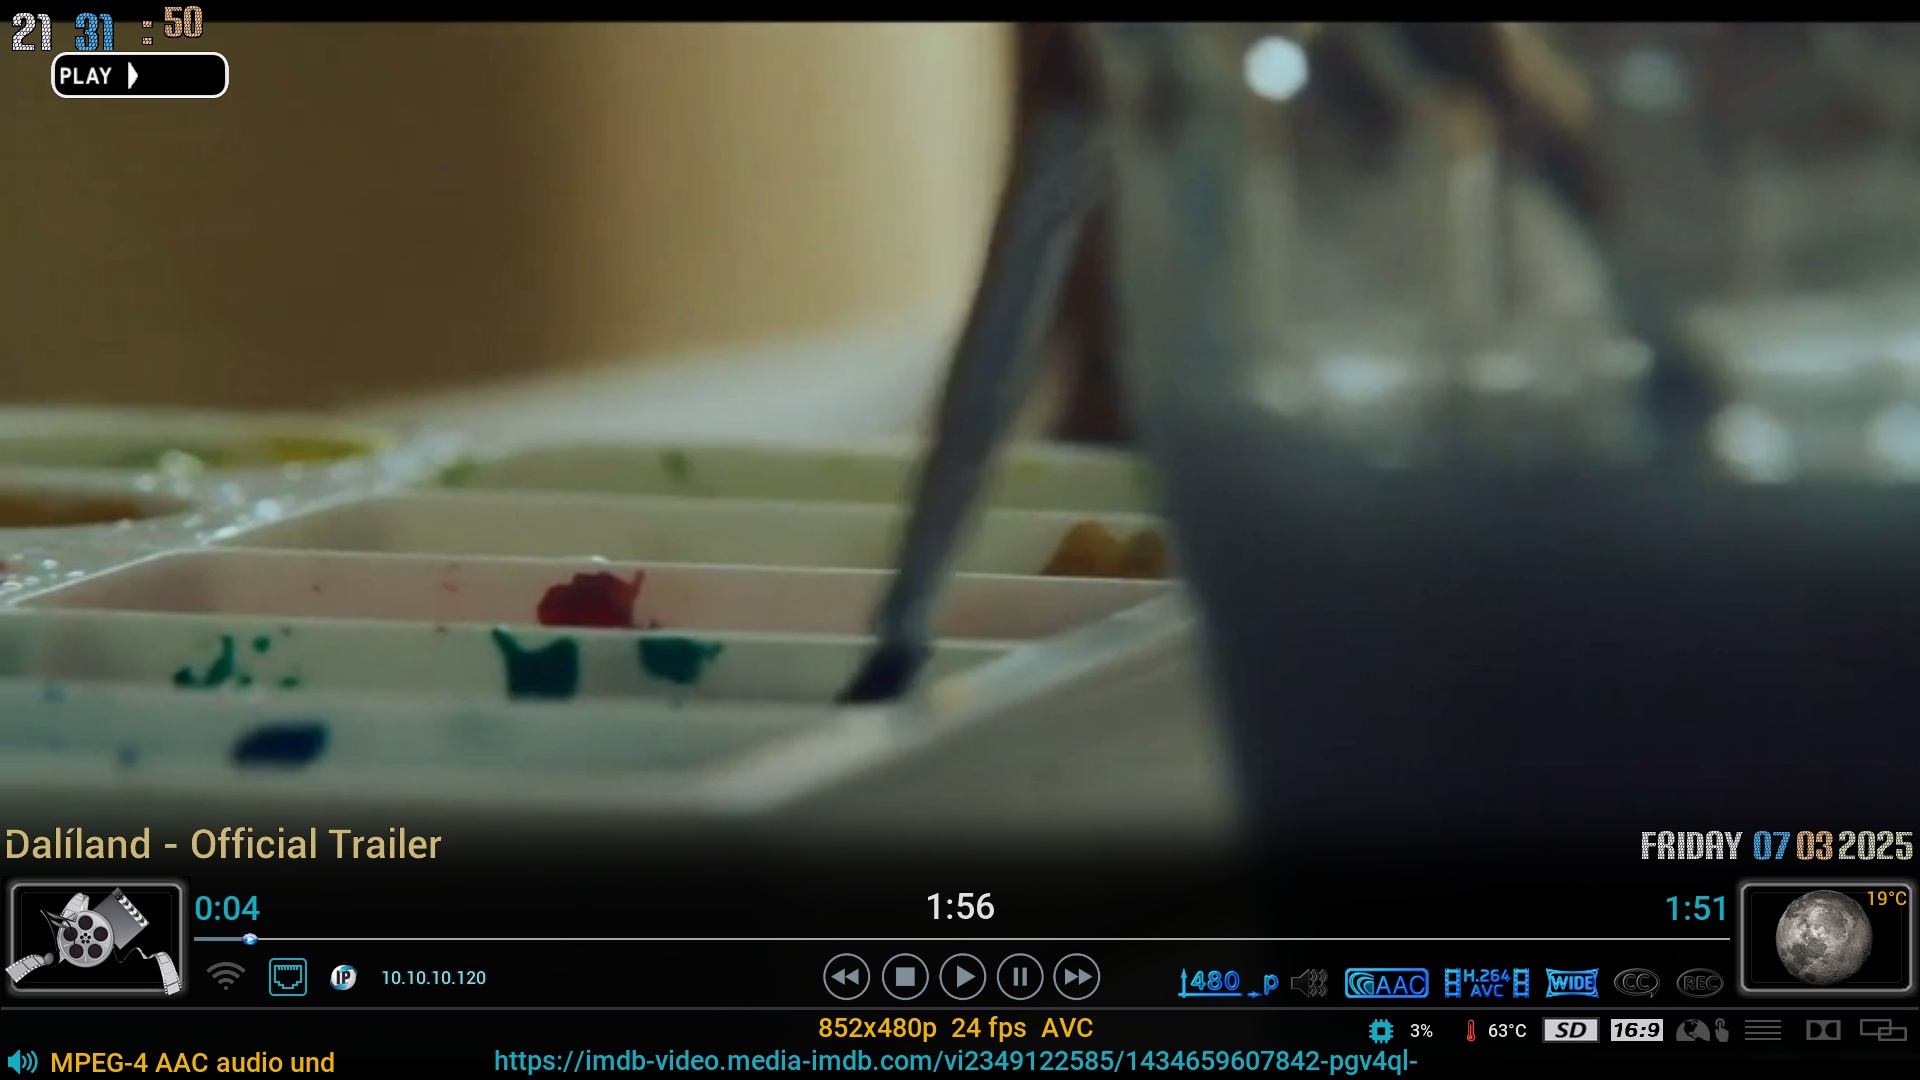 21 31 : 50
PLAY
Dalíland - Official Trailer
FRIDAY 07 03 2025
0:04
1:56
1:51
19°C
IP
10.10.10.120
480 p
AAC
H.264 AVC
WIDE
CC
REC
852x480p 24 fps AVC
3%
63°C
SD
16:9
MPEG-4 AAC audio und
https://imdb-video.media-imdb.com/vi2349122585/1434659607842-pgv4ql-